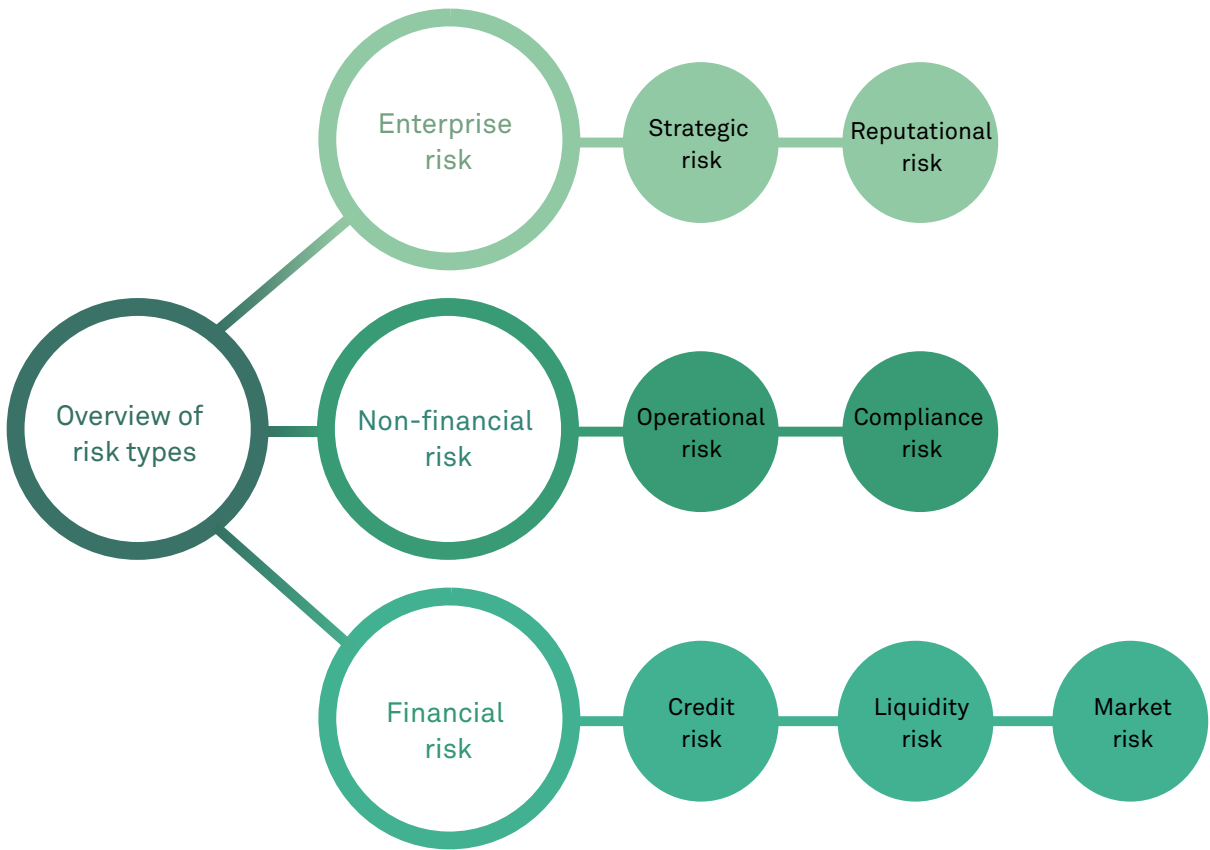 Overview of
risk types
Enterprise
risk
Strategic
risk
Reputational
risk
Non-financial
risk
Operational
risk
Compliance
risk
Financial
risk
Credit
risk
Liquidity
risk
Market
risk